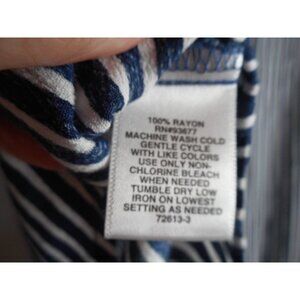 100% RAYON
RN#93677
MACHINE WASH COLD
GENTLE CYCLE
WITH LIKE COLORS
USE ONLY NON-
CHLORINE BLEACH
WHEN NEEDED
TUMBLE DRY LOW
IRON ON LOWEST
SETTING AS NEEDED
72613-3